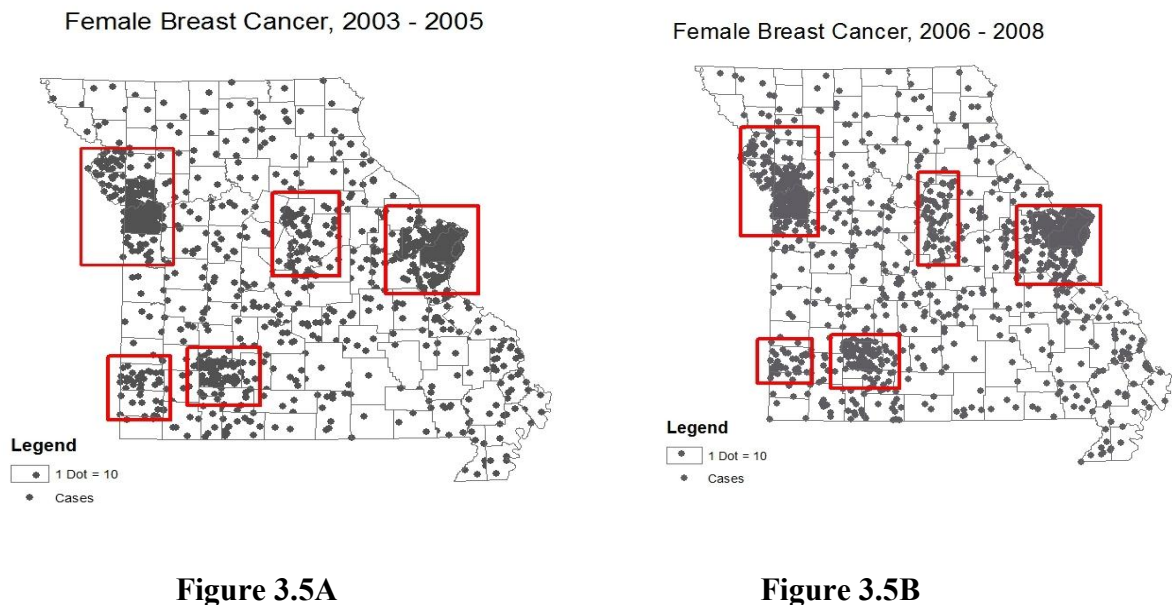 Female Breast Cancer, 2003 - 2005
Legend
1 Dot = 10
Cases
Figure 3.5A
Female Breast Cancer, 2006 - 2008
Legend
1 Dot = 10
Cases
Figure 3.5B